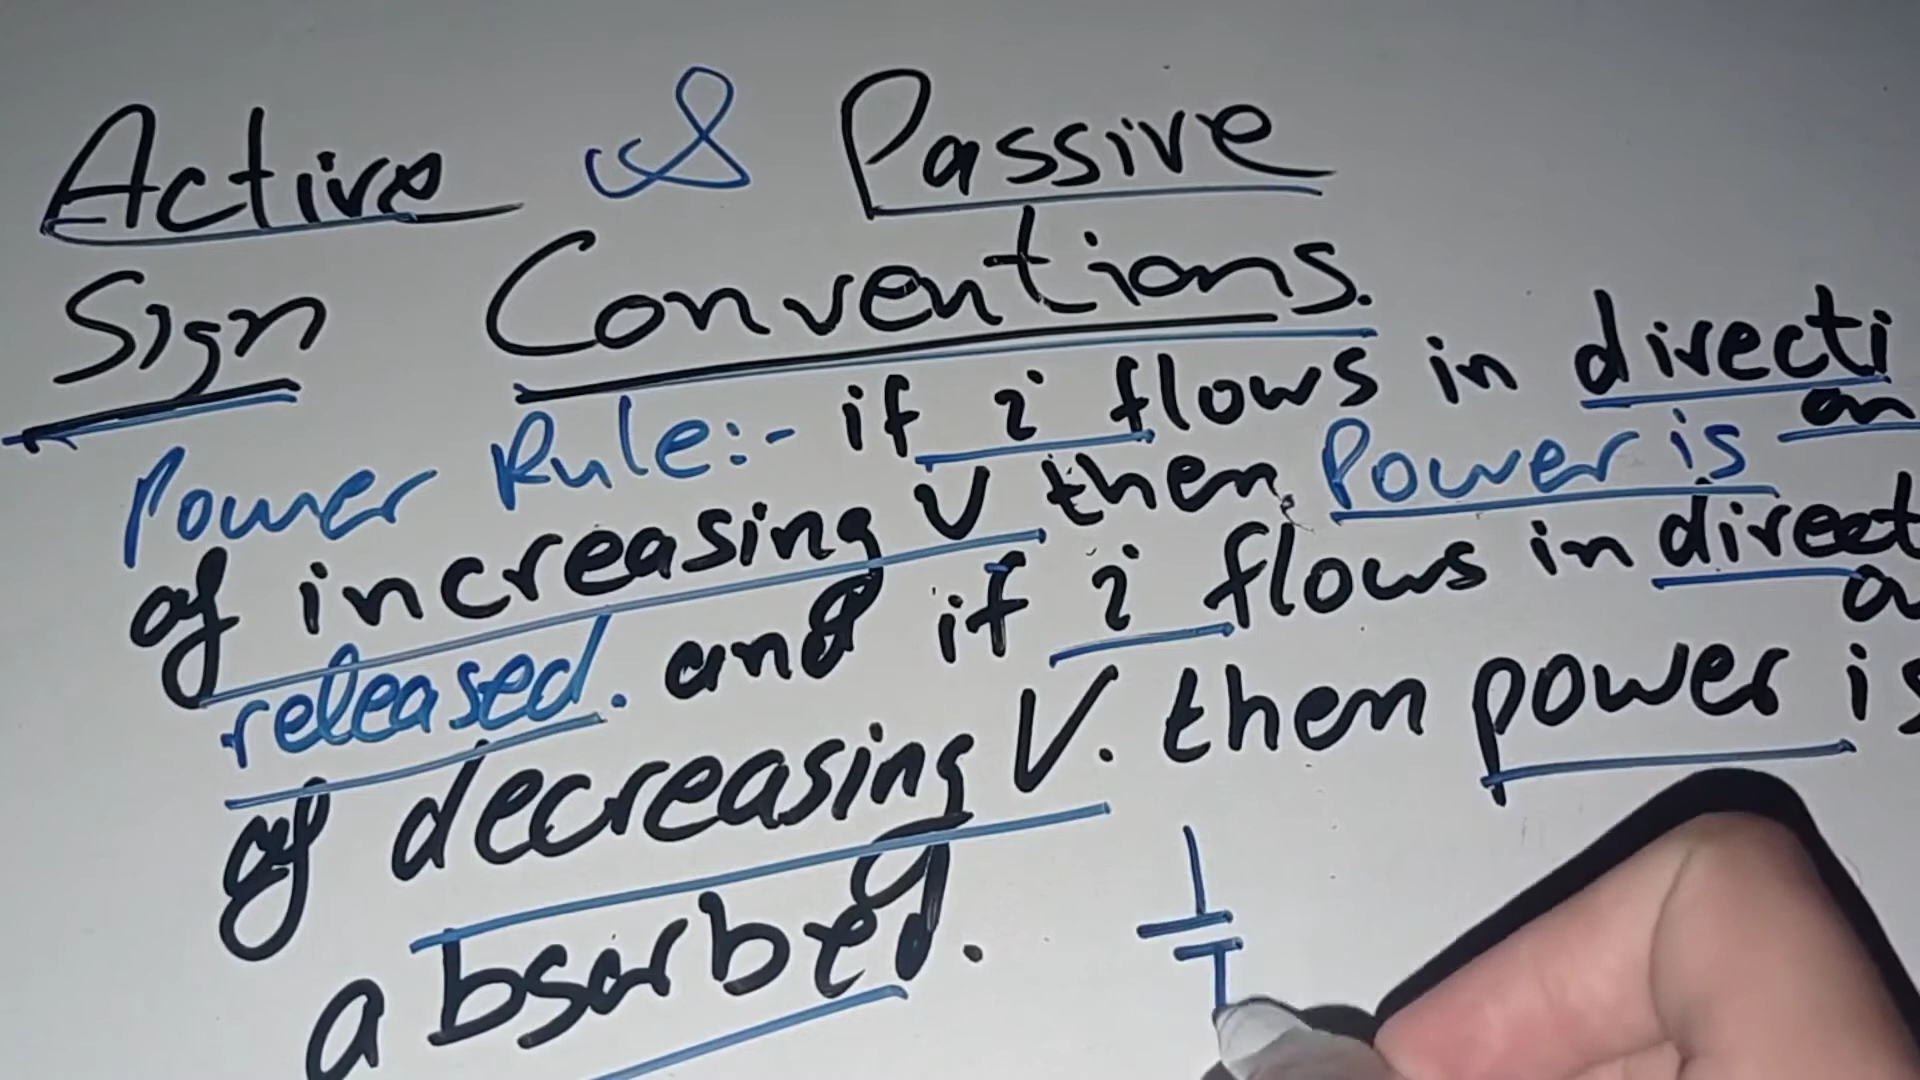 Active & Passive
Sign Conventions.
Power Rule:- if i flows in direction
of increasing V then Power is
released. and if i flows in direct
of decreasing V. then power is
absorbed.